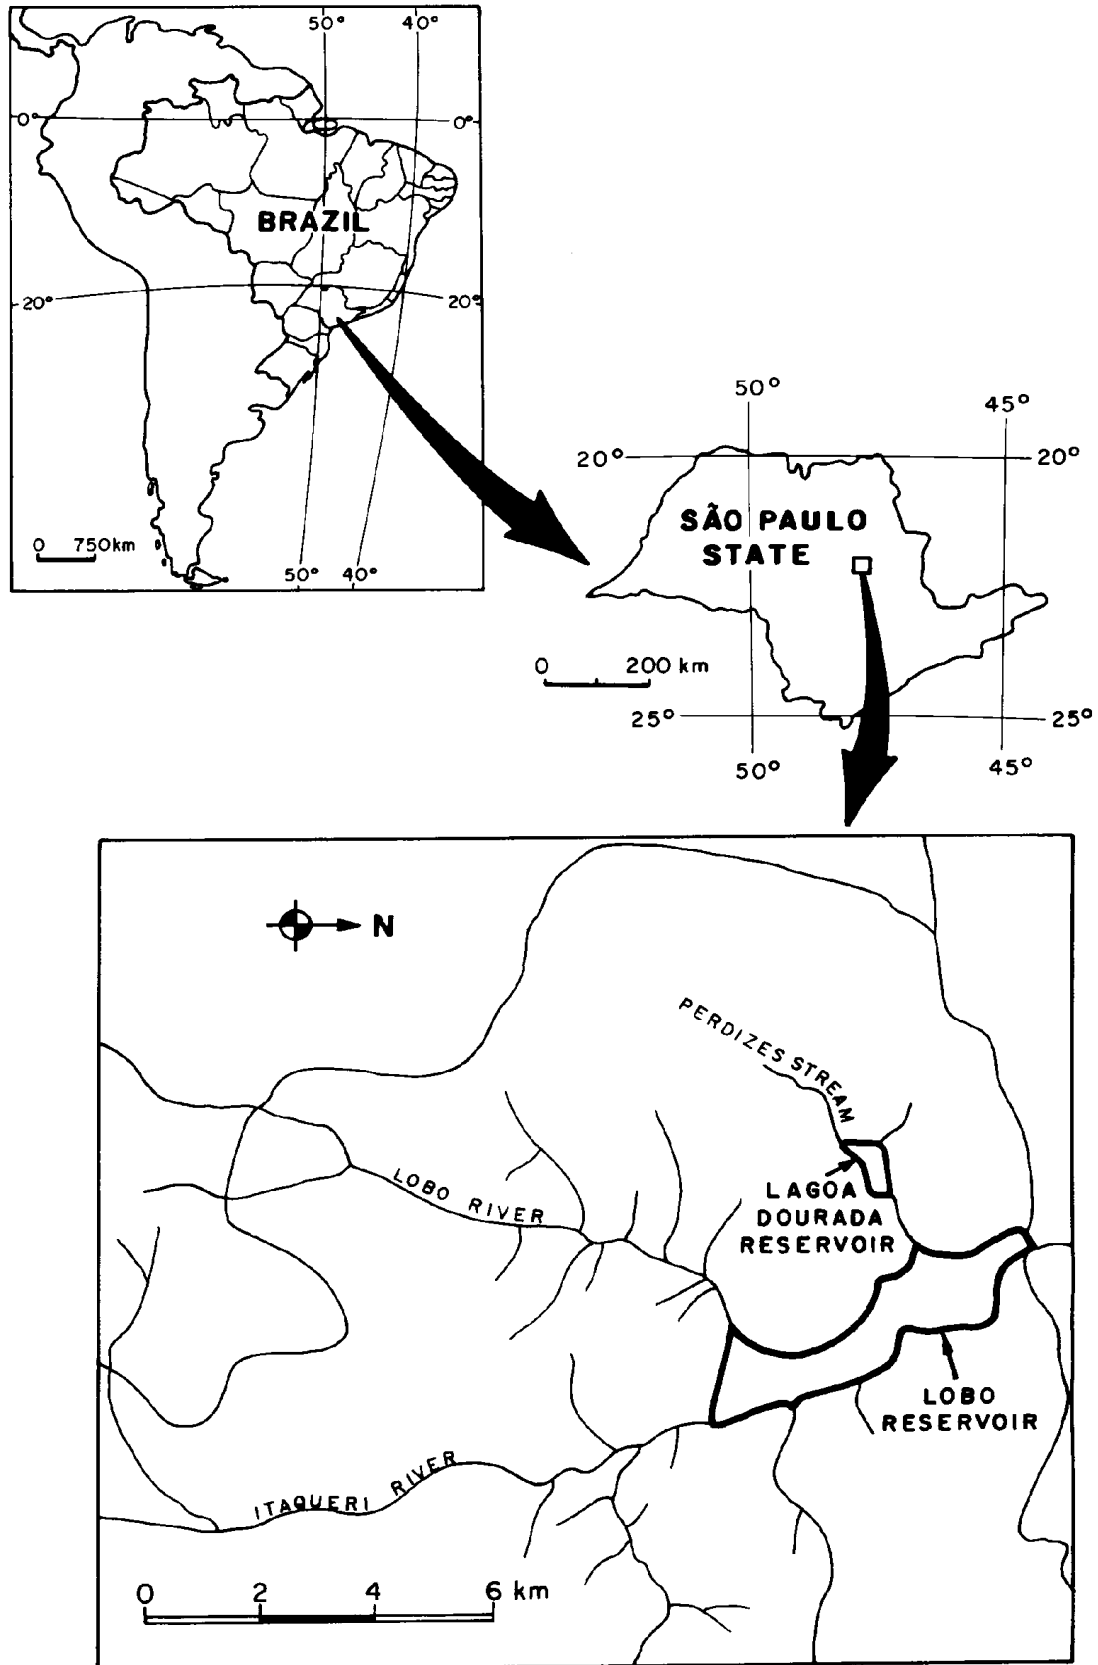 50° 40°
0° 0°
BRAZIL
20° 20°
0 750km
50° 40°
50°
45°
20° 20°
SÃO PAULO
STATE
0 200 km
25° 25°
50° 45°
N
PERDIZES STREAM
LOBO RIVER
LAGOA
DOURADA
RESERVOIR
LOBO
RESERVOIR
ITAQUERI RIVER
0 2 4 6 km